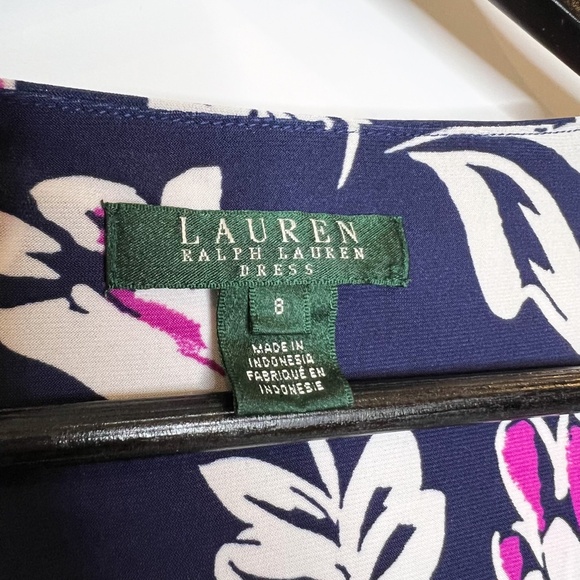 LAUREN
RALPH LAUREN
DRESS
8
MADE IN
INDONESIA
FABRIQUÉ EN
INDONESIE